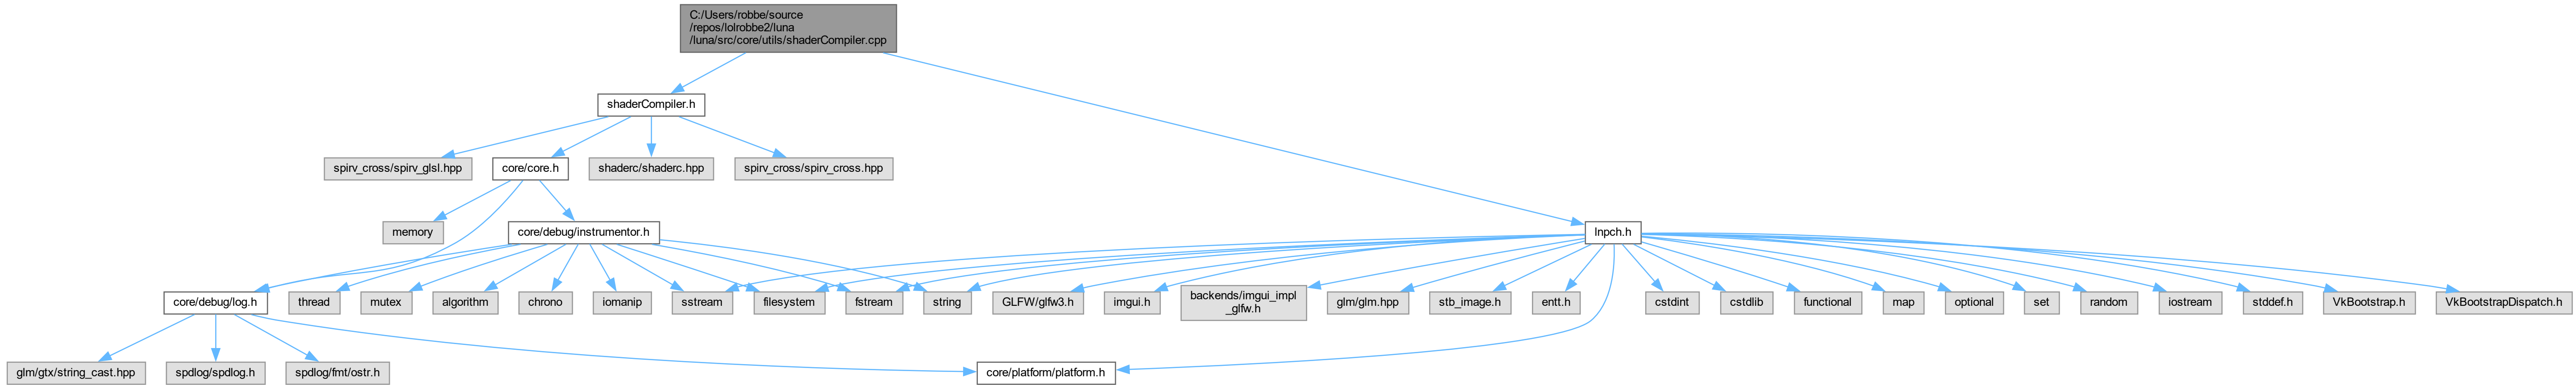 C:/Users/robbe/source
/repos/lolrobbe2/luna
/luna/src/core/utils/shaderCompiler.cpp
shaderCompiler.h
spirv_cross/spirv_glsl.hpp
core/core.h
shaderc/shaderc.hpp
spirv_cross/spirv_cross.hpp
memory
core/debug/instrumentor.h
lnpch.h
core/debug/log.h
thread
mutex
algorithm
chrono
iomanip
sstream
filesystem
fstream
string
GLFW/glfw3.h
imgui.h
backends/imgui_impl
_glfw.h
glm/glm.hpp
stb_image.h
entt.h
cstdint
cstdlib
functional
map
optional
set
random
iostream
stddef.h
VkBootstrap.h
VkBootstrapDispatch.h
glm/gtx/string_cast.hpp
spdlog/spdlog.h
spdlog/fmt/ostr.h
core/platform/platform.h